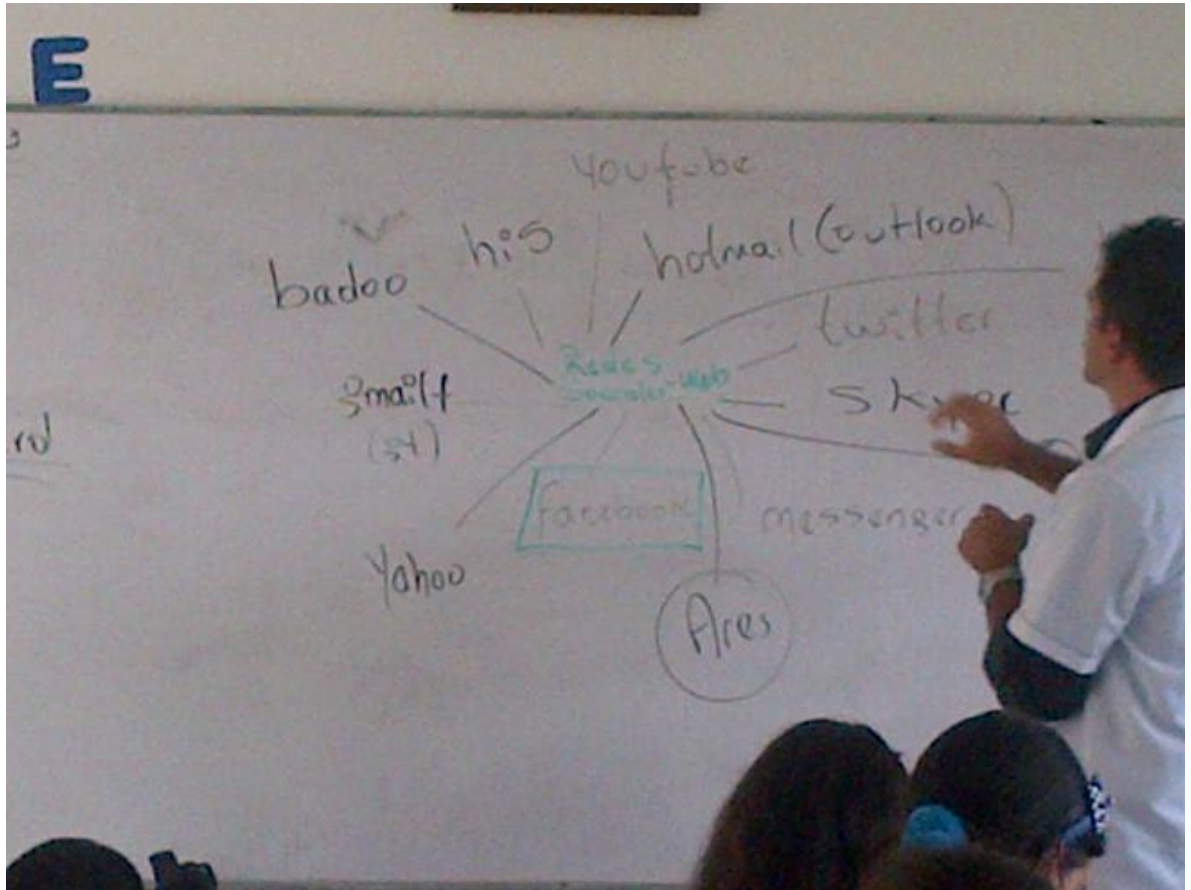 E
youtube
hi5
hotmail (outlook)
badoo
twitter
Redes
Sociales-Web
gmail
skype
facebook
messenger
Yahoo
Ares